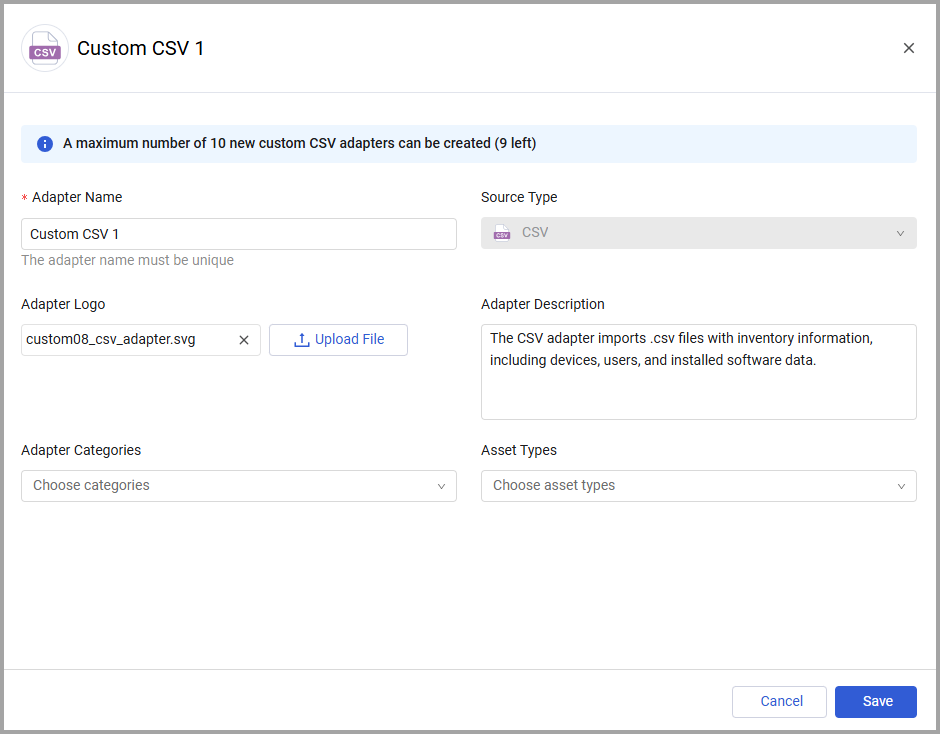 CSV
Custom CSV 1
A maximum number of 10 new custom CSV adapters can be created (9 left)
* Adapter Name
Source Type
Custom CSV 1
CSV
CSV
The adapter name must be unique
Adapter Logo
Adapter Description
custom08_csv_adapter.svg
Upload File
The CSV adapter imports .csv files with inventory information,
including devices, users, and installed software data.
Adapter Categories
Asset Types
Choose categories
Choose asset types
Cancel
Save